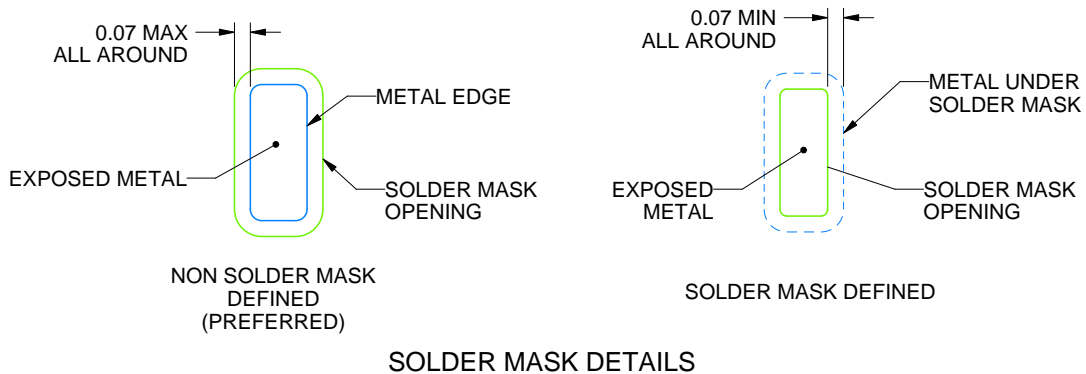 0.07 MAX
ALL AROUND
METAL EDGE
EXPOSED METAL
SOLDER MASK
OPENING
NON SOLDER MASK
DEFINED
(PREFERRED)
0.07 MIN
ALL AROUND
METAL UNDER
SOLDER MASK
EXPOSED
METAL
SOLDER MASK
OPENING
SOLDER MASK DEFINED
SOLDER MASK DETAILS